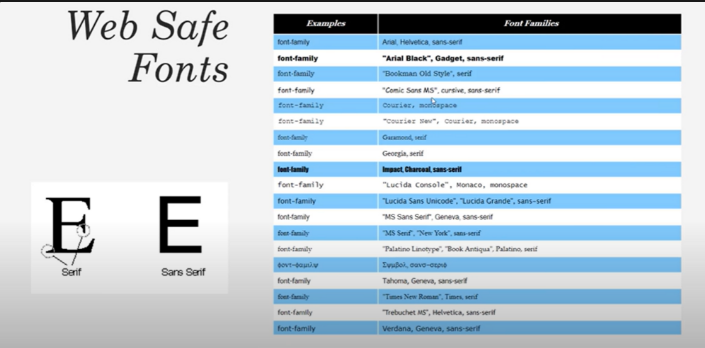 Web Safe
Fonts
Examples Font Families
font-family Arial, Helvetica, sans-serif
font-family "Arial Black", Gadget, sans-serif
font-family "Bookman Old Style", serif
font-family "Comic Sans MS", cursive, sans-serif
font-family Courier, monospace
font-family "Courier New", Courier, monospace
font-family Garamond, serif
font-family Georgia, serif
font-family Impact, Charcoal, sans-serif
font-family "Lucida Console", Monaco, monospace
font-family "Lucida Sans Unicode", "Lucida Grande", sans-serif
font-family "MS Sans Serif", Geneva, sans-serif
font-family "MS Serif", "New York", sans-serif
font-family "Palatino Linotype", "Book Antiqua", Palatino, serif
φοντ-φαμιλψ Σψμβολ, σανσ-σεριφ
font-family Tahoma, Geneva, sans-serif
font-family "Times New Roman", Times, serif
font-family "Trebuchet MS", Helvetica, sans-serif
font-family Verdana, Geneva, sans-serif
E E
Serif Sans Serif